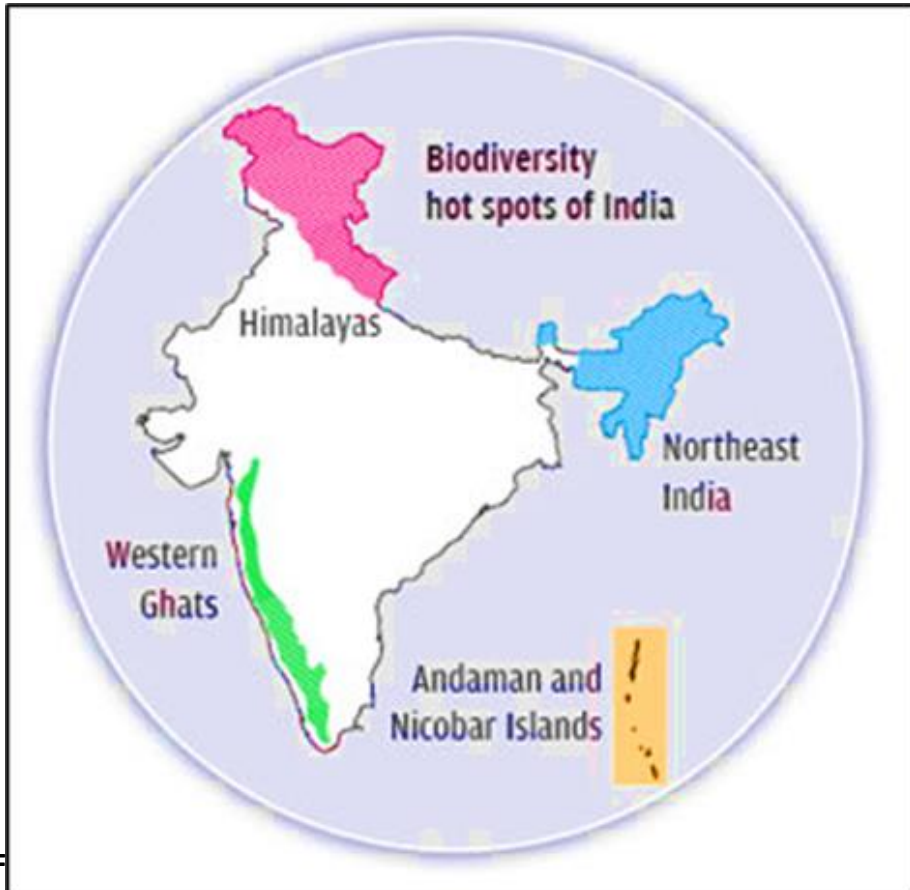 Biodiversity
hot spots of India
Himalayas
Northeast
India
Western
Ghats
Andaman and
Nicobar Islands